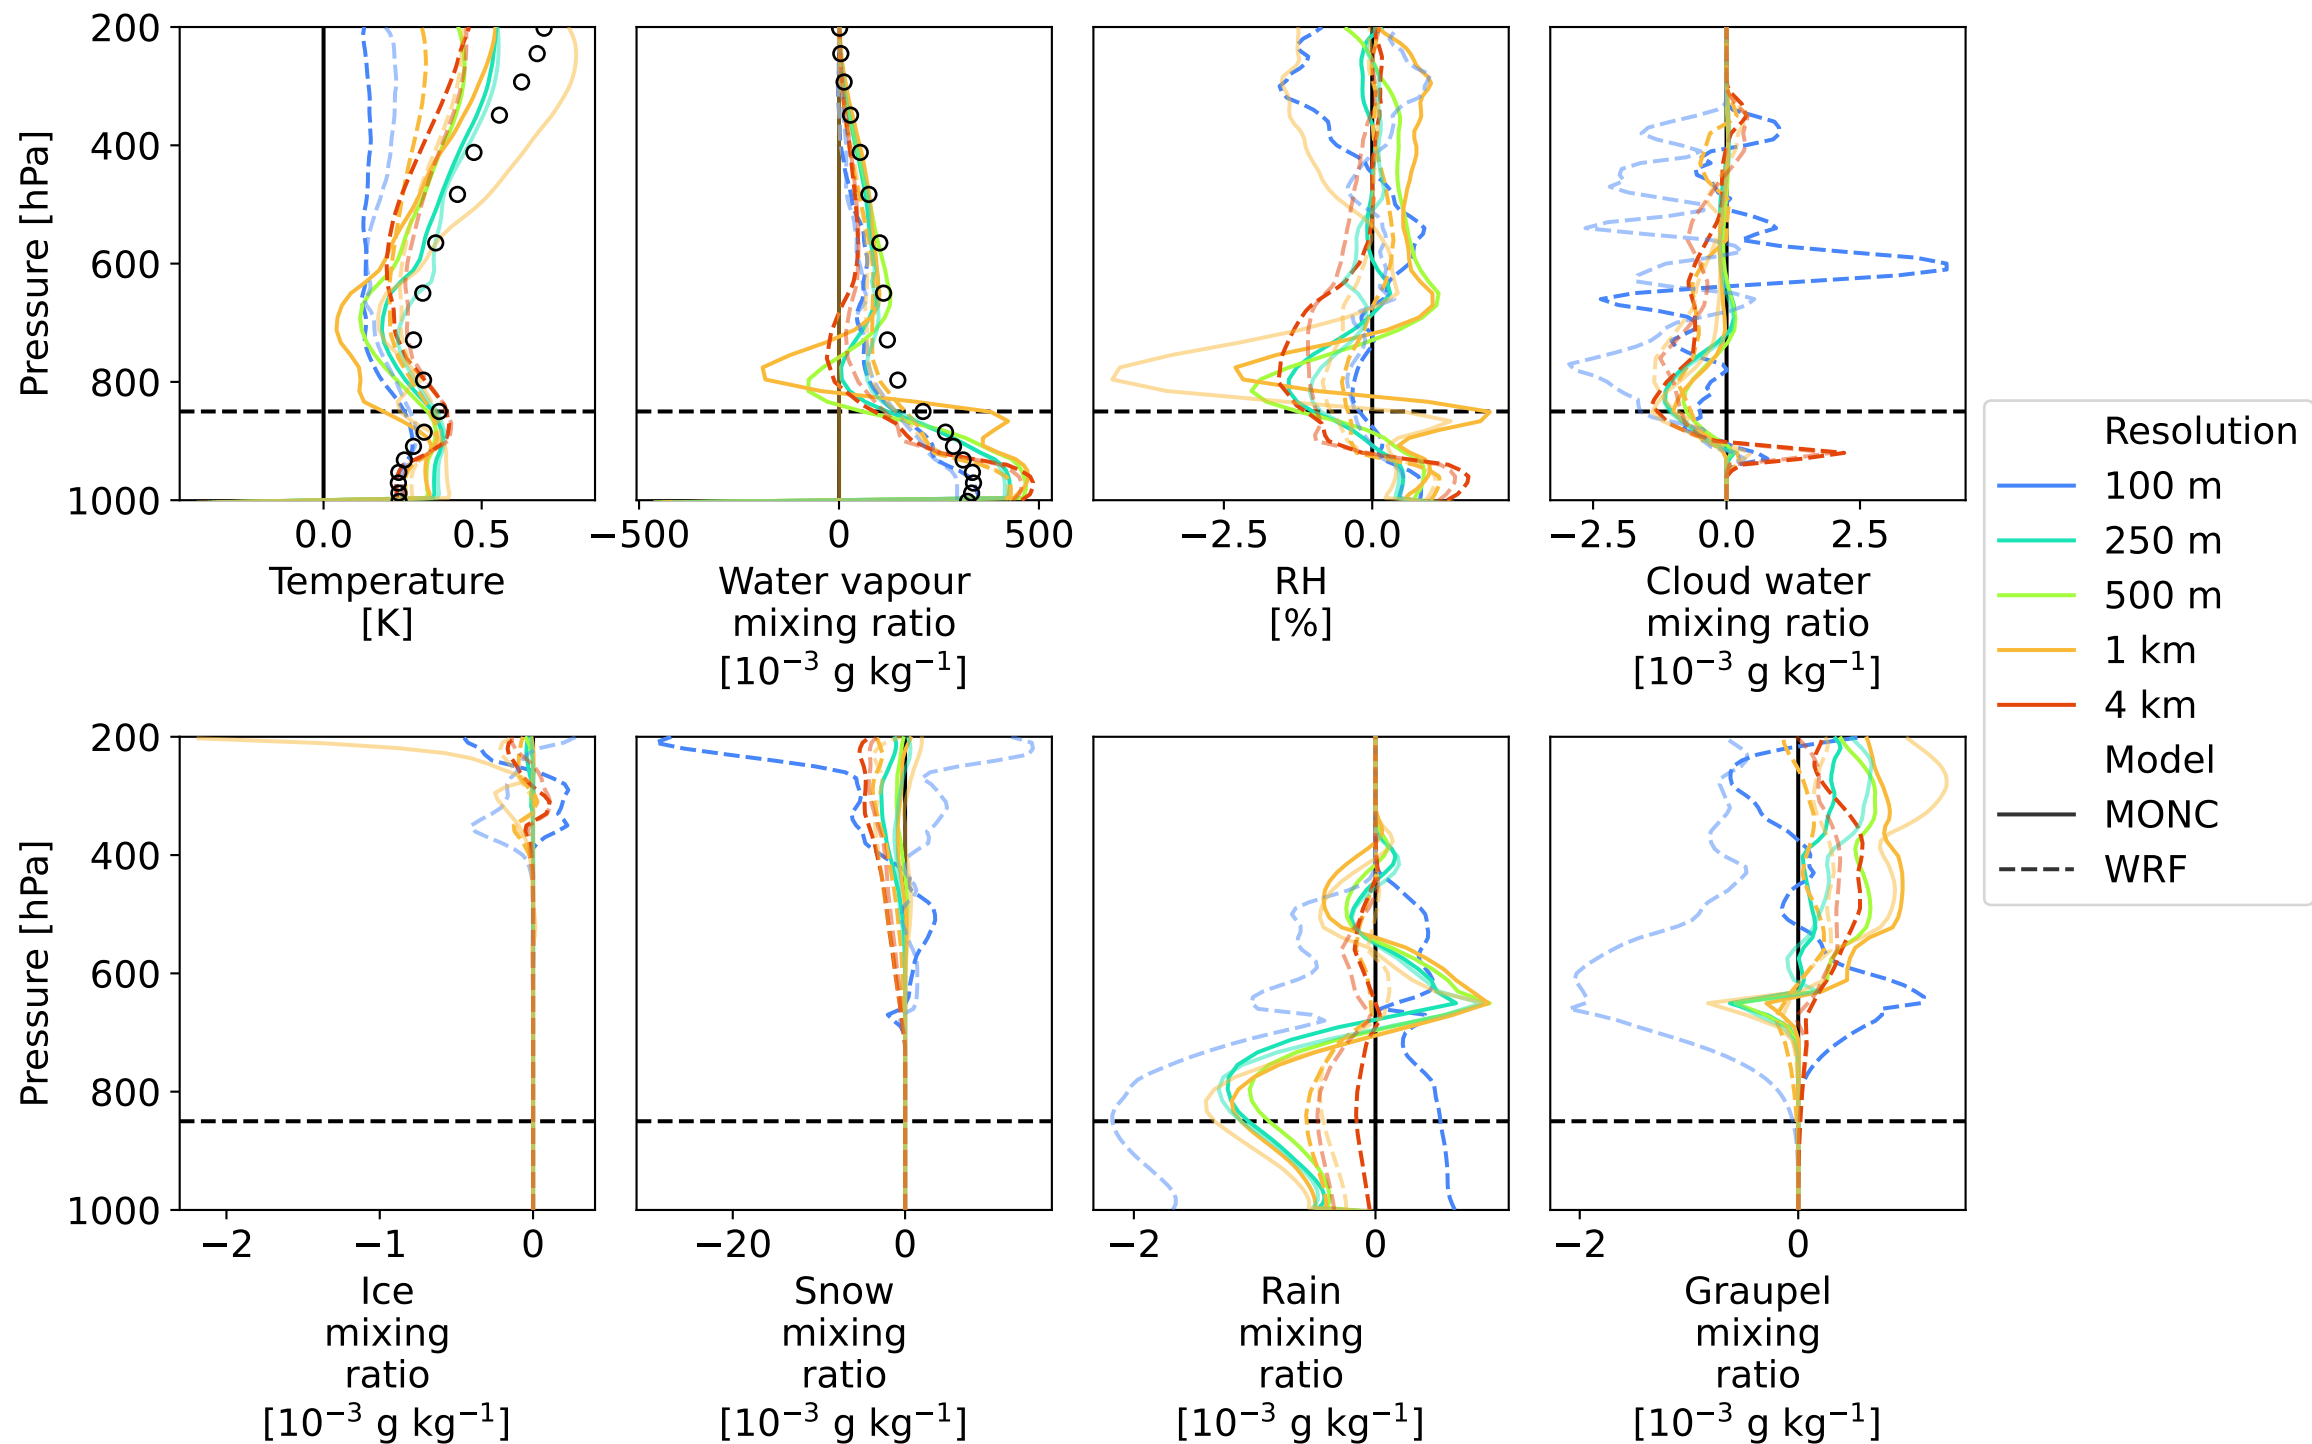 200
400
600
800
1000
Pressure [hPa]
0.0 0.5
Temperature
[K]
−500 0 500
Water vapour
mixing ratio
[10⁻³ g kg⁻¹]
−2.5 0.0
RH
[%]
−2.5 0.0 2.5
Cloud water
mixing ratio
[10⁻³ g kg⁻¹]
Resolution
100 m
250 m
500 m
1 km
4 km
Model
MONC
WRF
200
400
600
800
1000
Pressure [hPa]
−2 −1 0
Ice
mixing
ratio
[10⁻³ g kg⁻¹]
−20 0
Snow
mixing
ratio
[10⁻³ g kg⁻¹]
−2 0
Rain
mixing
ratio
[10⁻³ g kg⁻¹]
−2 0
Graupel
mixing
ratio
[10⁻³ g kg⁻¹]